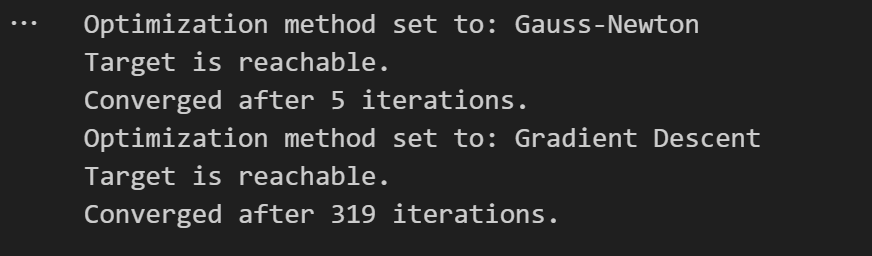 ...
Optimization method set to: Gauss-Newton
Target is reachable.
Converged after 5 iterations.
Optimization method set to: Gradient Descent
Target is reachable.
Converged after 319 iterations.